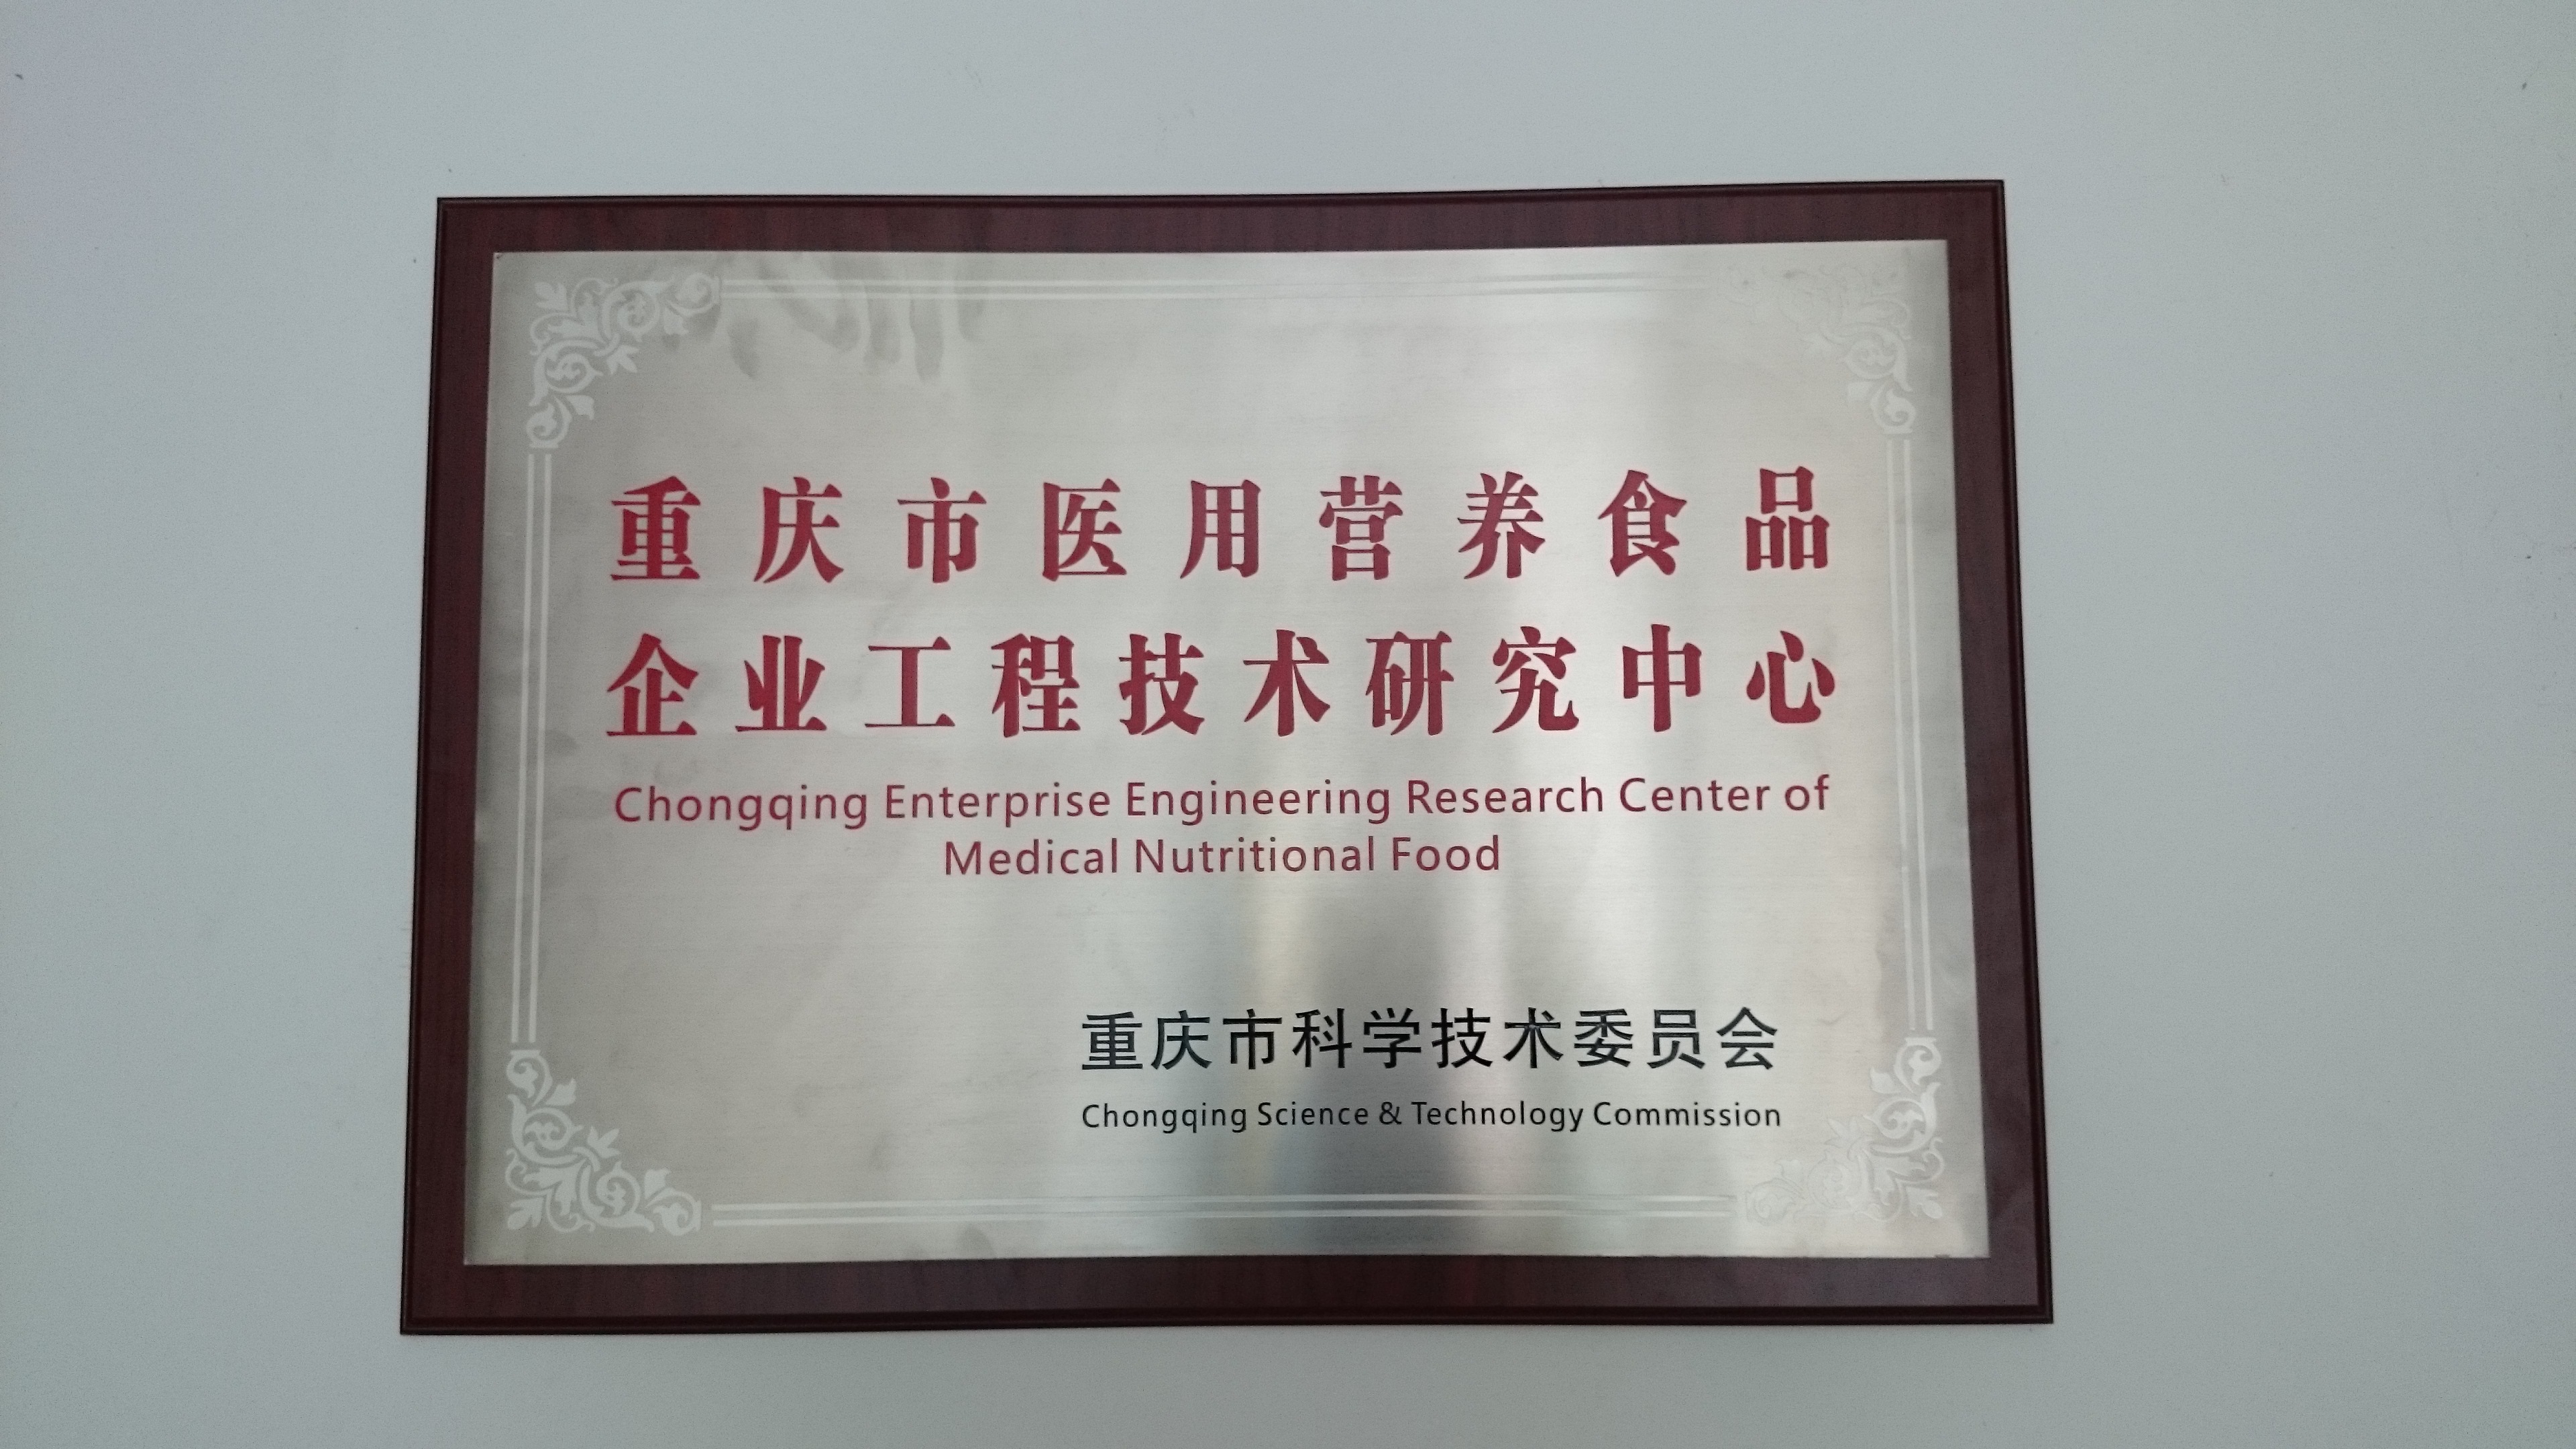 重庆市医用营养食品
企业工程技术研究中心
Chongqing Enterprise Engineering Research Center of
Medical Nutritional Food
重庆市科学技术委员会
Chongqing Science & Technology Commission